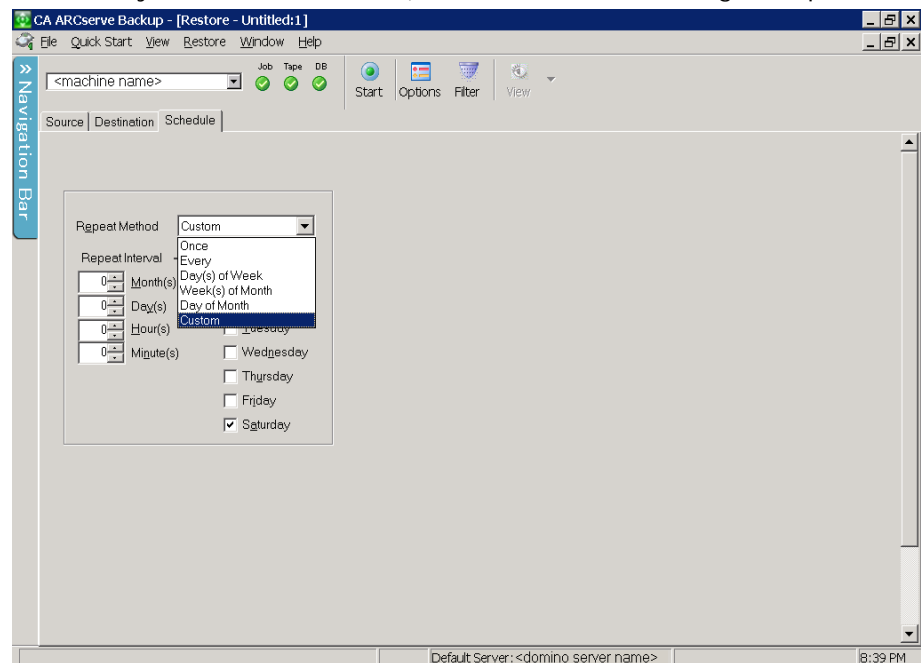 CA ARCserve Backup - [Restore - Untitled:1]
File Quick Start View Restore Window Help
» Navigation Bar
<machine name>
Job Tape DB
Start Options Filter View
Source Destination Schedule
Repeat Method Custom
Once
Every
Day(s) of Week
Week(s) of Month
Day of Month
Custom
Repeat Interval
0 Month(s)
0 Day(s)
0 Hour(s)
0 Minute(s)
Tuesday
Wednesday
Thursday
Friday
Saturday
Default Server: <domino server name>
8:39 PM